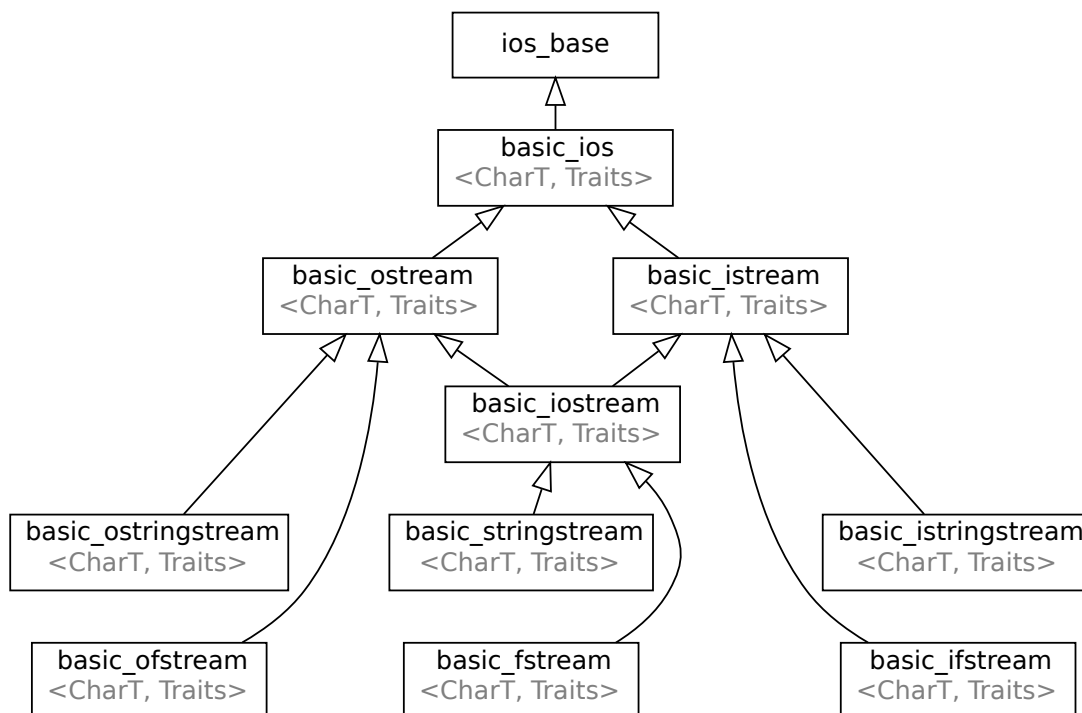 ios_base
basic_ios
<CharT, Traits>
basic_ostream
<CharT, Traits>
basic_istream
<CharT, Traits>
basic_iostream
<CharT, Traits>
basic_ostringstream
<CharT, Traits>
basic_stringstream
<CharT, Traits>
basic_istringstream
<CharT, Traits>
basic_ofstream
<CharT, Traits>
basic_fstream
<CharT, Traits>
basic_ifstream
<CharT, Traits>